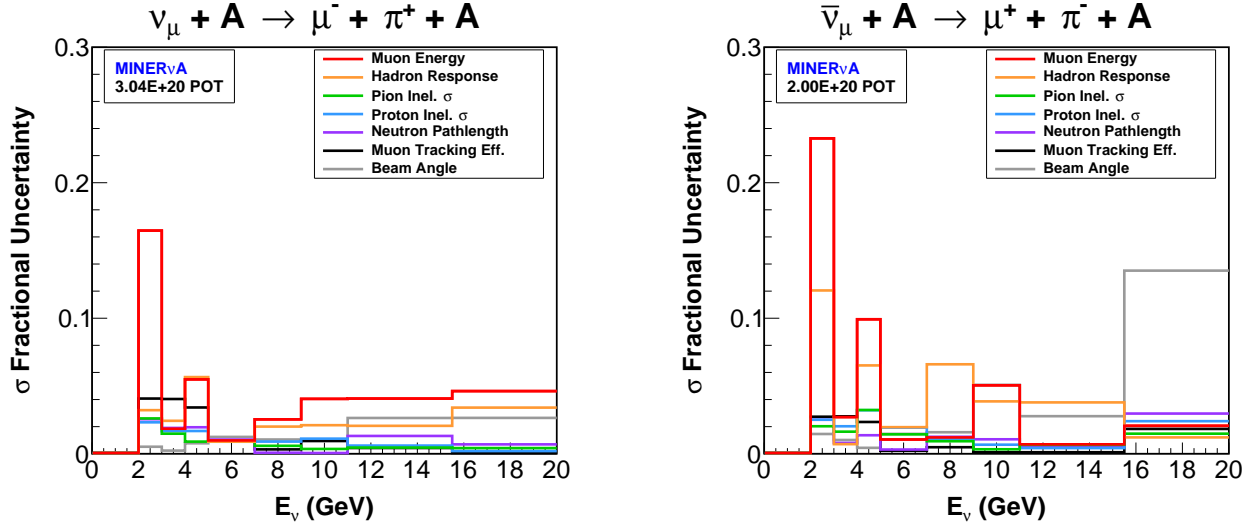 ν_μ + A → μ⁻ + π⁺ + A
0.3
0.2
0.1
0
σ Fractional Uncertainty
MINERνA
3.04E+20 POT
Muon Energy
Hadron Response
Pion Inel. σ
Proton Inel. σ
Neutron Pathlength
Muon Tracking Eff.
Beam Angle
0 2 4 6 8 10 12 14 16 18 20
E_ν (GeV)
ν̅_μ + A → μ⁺ + π⁻ + A
0.3
0.2
0.1
0
σ Fractional Uncertainty
MINERνA
2.00E+20 POT
Muon Energy
Hadron Response
Pion Inel. σ
Proton Inel. σ
Neutron Pathlength
Muon Tracking Eff.
Beam Angle
0 2 4 6 8 10 12 14 16 18 20
E_ν (GeV)